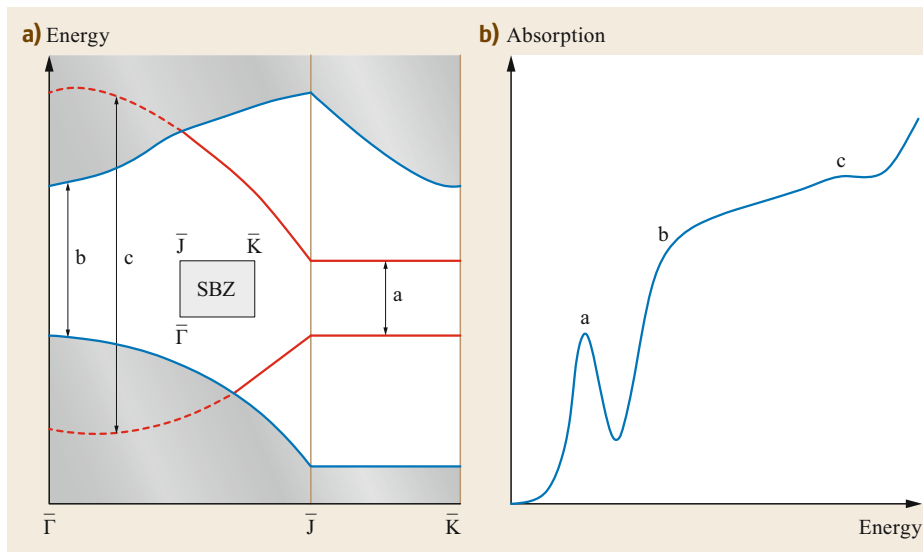 a) Energy
b) Absorption
b
c
J̄
K̄
SBZ
Γ̄
a
Γ̄
J̄
K̄
a
b
c
Energy